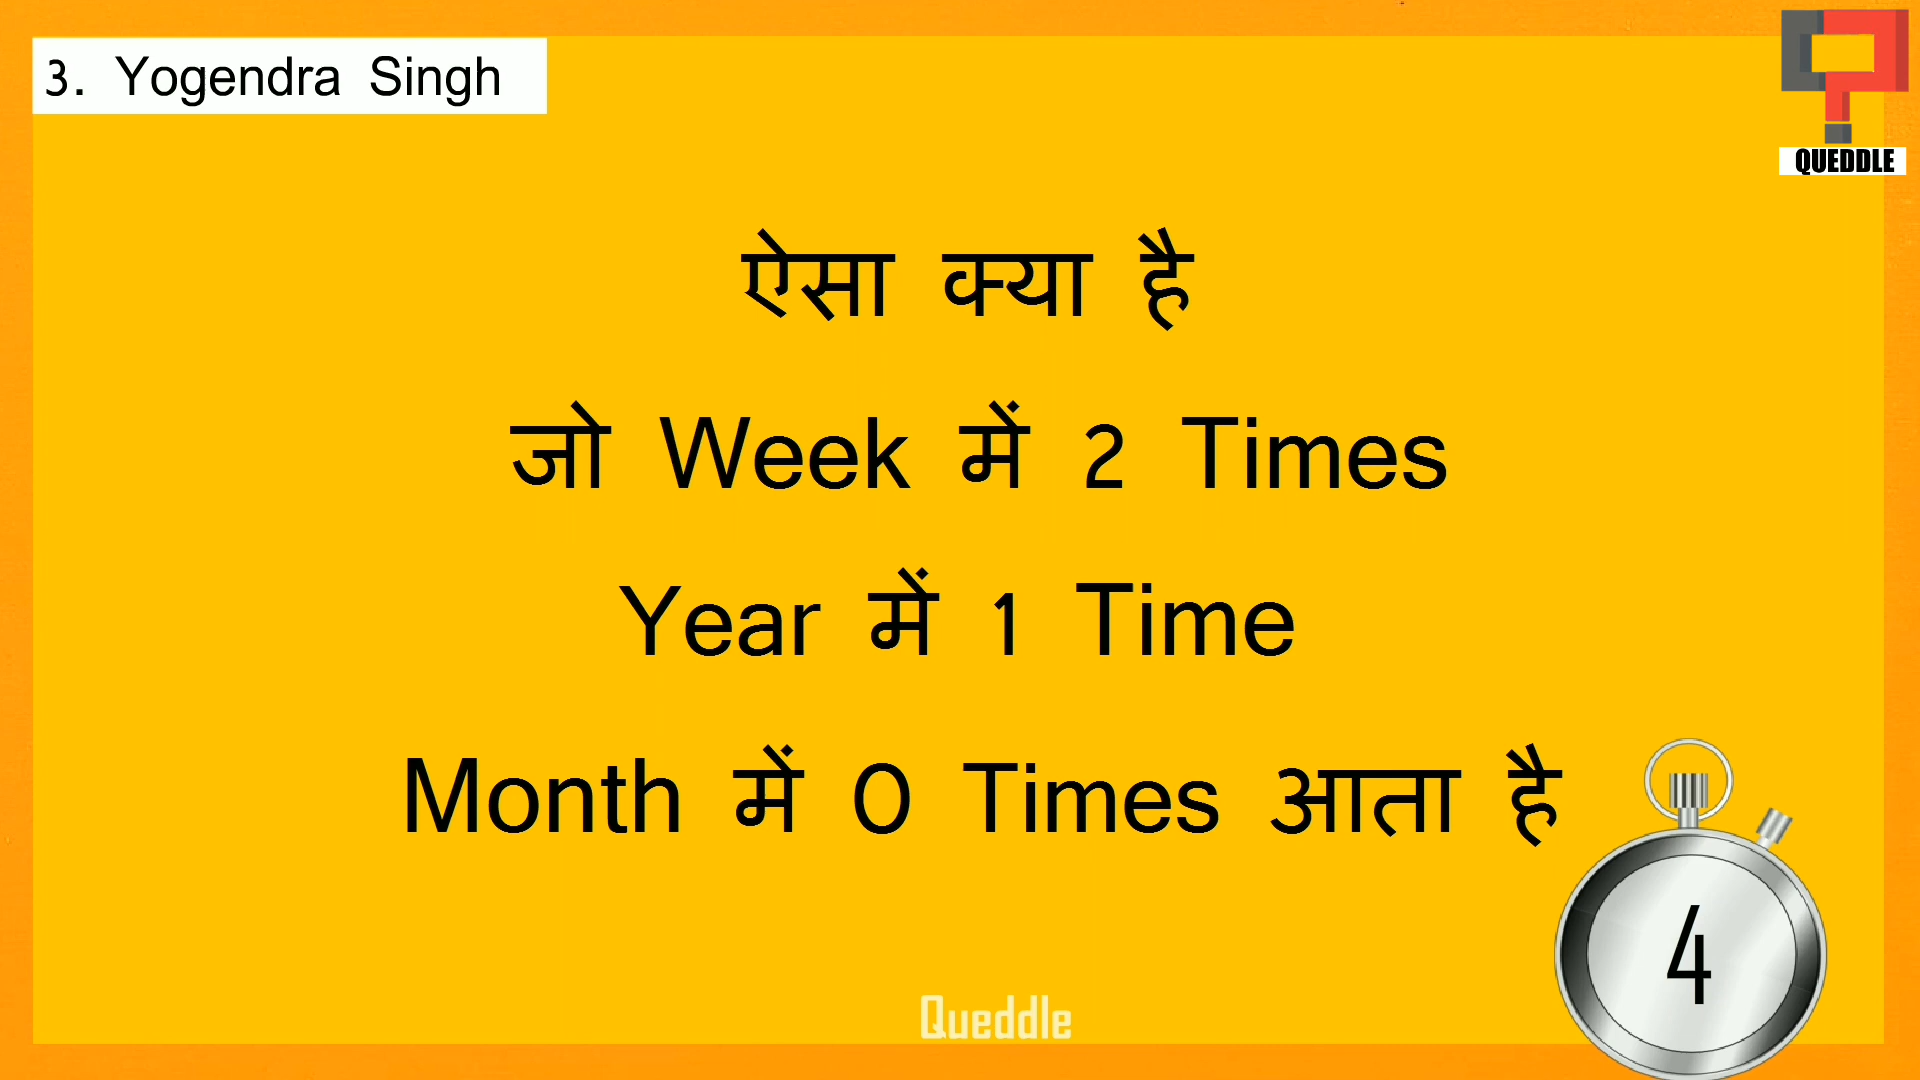 3. Yogendra Singh
QUEDDLE
ऐसा क्या है
जो Week में 2 Times
Year में 1 Time
Month में 0 Times आता है
4
Queddle